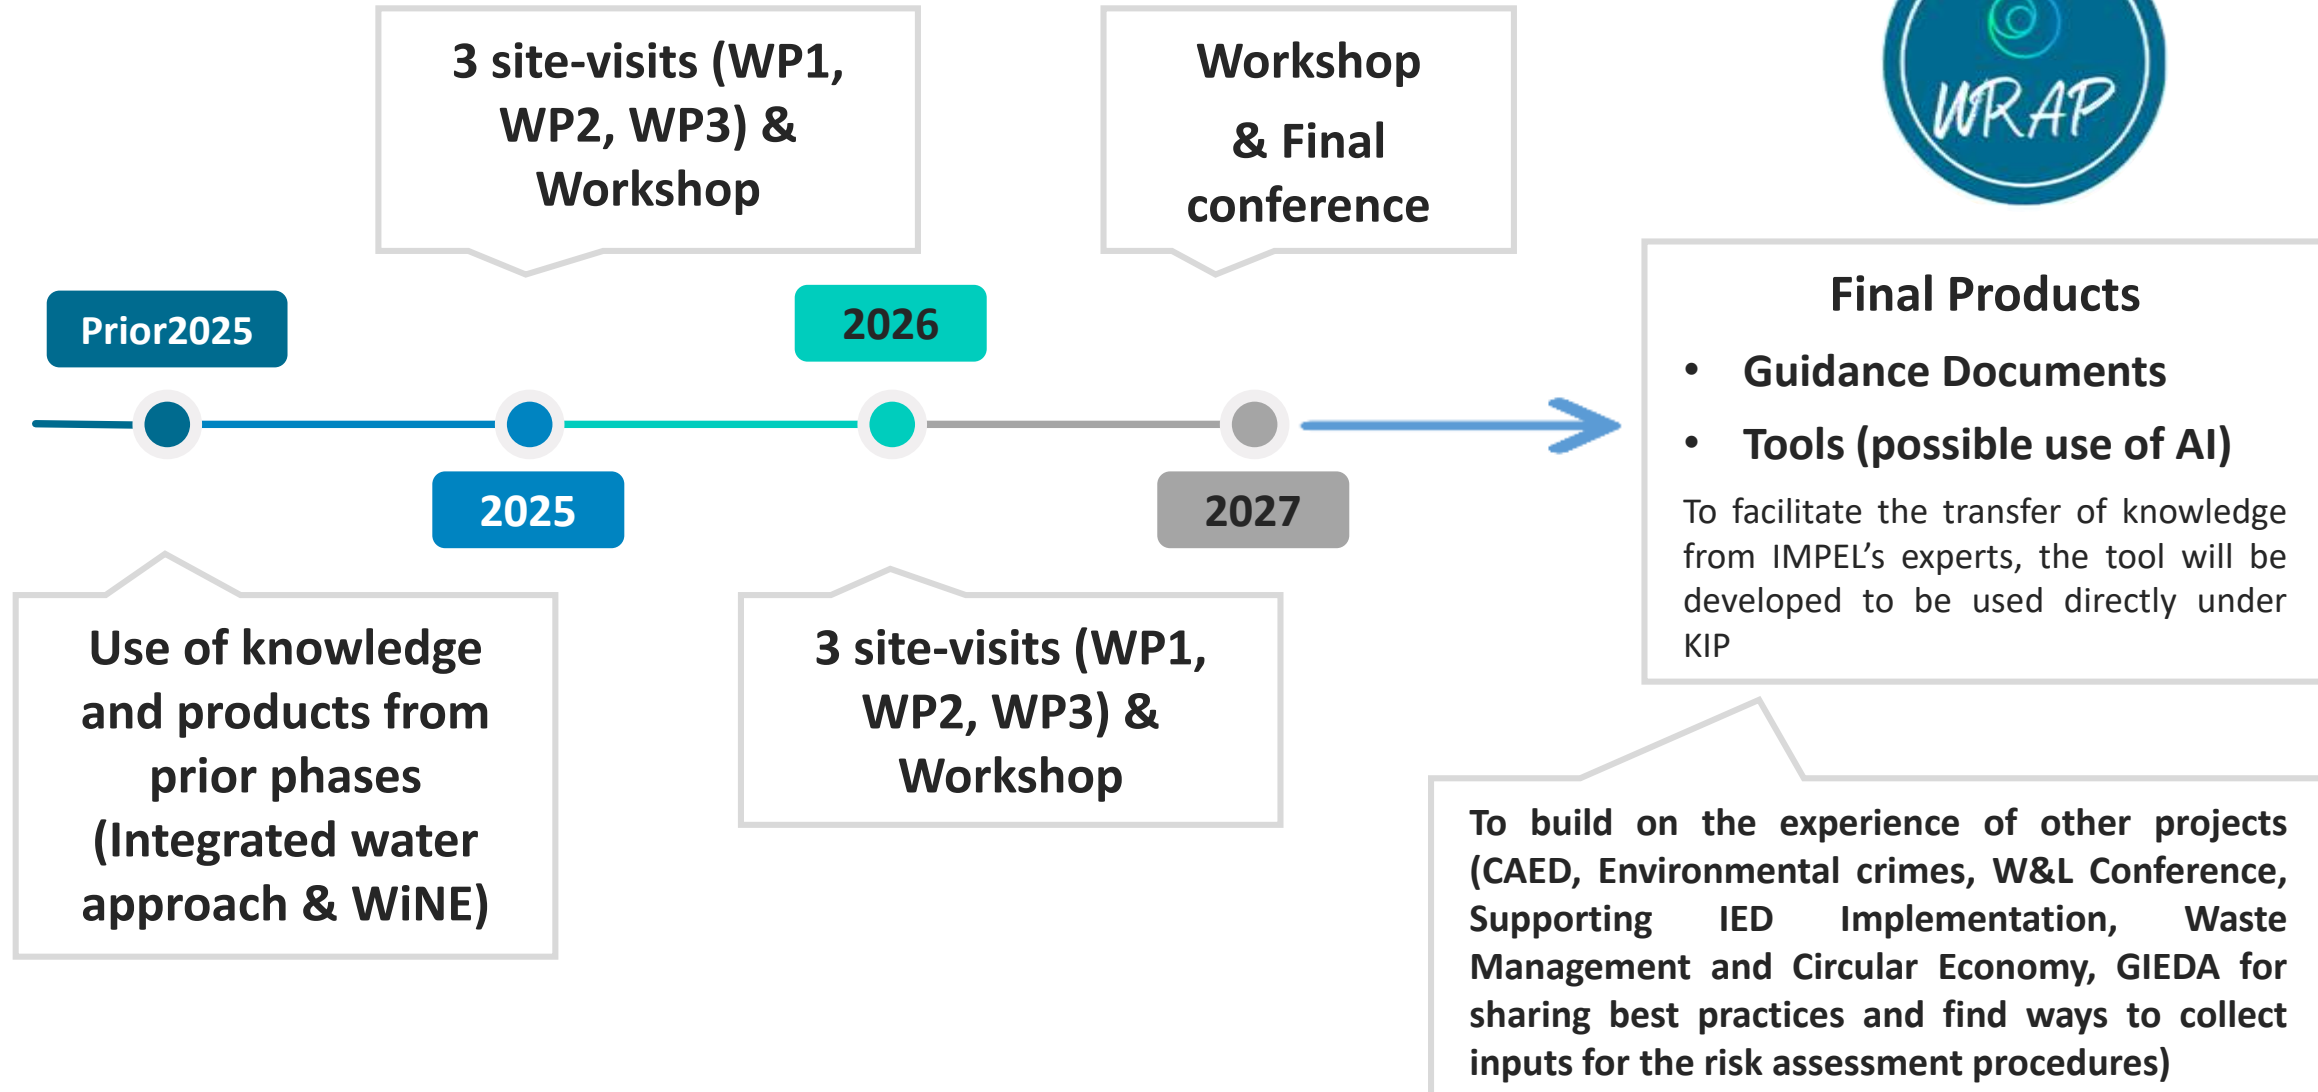 3 site-visits (WP1,
WP2, WP3) &
Workshop
Workshop
& Final
conference
WRAP
Prior2025
2026
2025
2027
Use of knowledge
and products from
prior phases
(Integrated water
approach & WiNE)
3 site-visits (WP1,
WP2, WP3) &
Workshop
Final Products
• Guidance Documents
• Tools (possible use of AI)
To facilitate the transfer of knowledge
from IMPEL’s experts, the tool will be
developed to be used directly under
KIP
To build on the experience of other projects
(CAED, Environmental crimes, W&L Conference,
Supporting IED Implementation, Waste
Management and Circular Economy, GIEDA for
sharing best practices and find ways to collect
inputs for the risk assessment procedures)